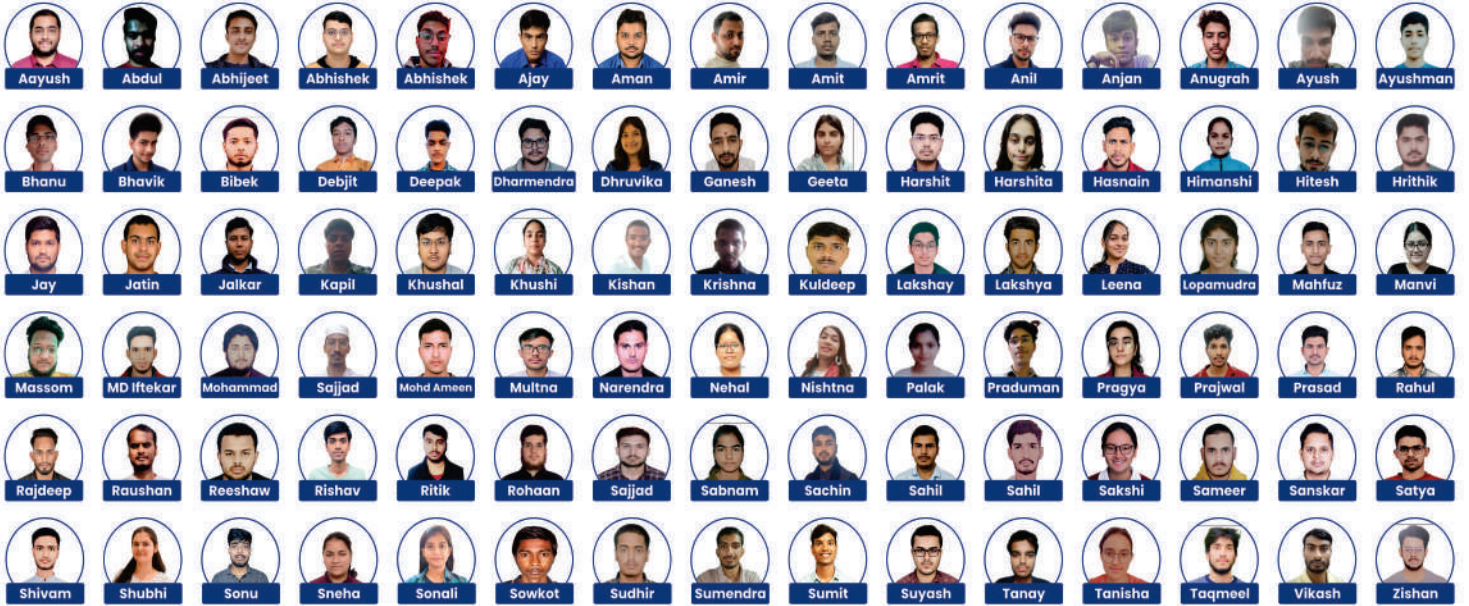 Aayush Abdul Abhijeet Abhishek Abhishek Ajay Aman Amir Amit Amrit Anil Anjan Anugrah Ayush Ayushman
Bhanu Bhavik Bibek Debjit Deepak Dharmendra Dhruvika Ganesh Geeta Harshit Harshita Hasnain Himanshi Hitesh Hrithik
Jay Jatin Jalkar Kapil Khushal Khushi Kishan Krishna Kuldeep Lakshay Lakshya Leena Lopamudra Mahfuz Manvi
Massom MD Iftekar Mohammad Sajjad Mohd Ameen Multna Narendra Nehal Nishtna Palak Praduman Pragya Prajwal Prasad Rahul
Rajdeep Raushan Reeshaw Rishav Ritik Rohaan Sajjad Sabnam Sachin Sahil Sahil Sakshi Sameer Sanskar Satya
Shivam Shubhi Sonu Sneha Sonali Sowkot Sudhir Sumendra Sumit Suyash Tanay Tanisha Taqmeel Vikash Zishan